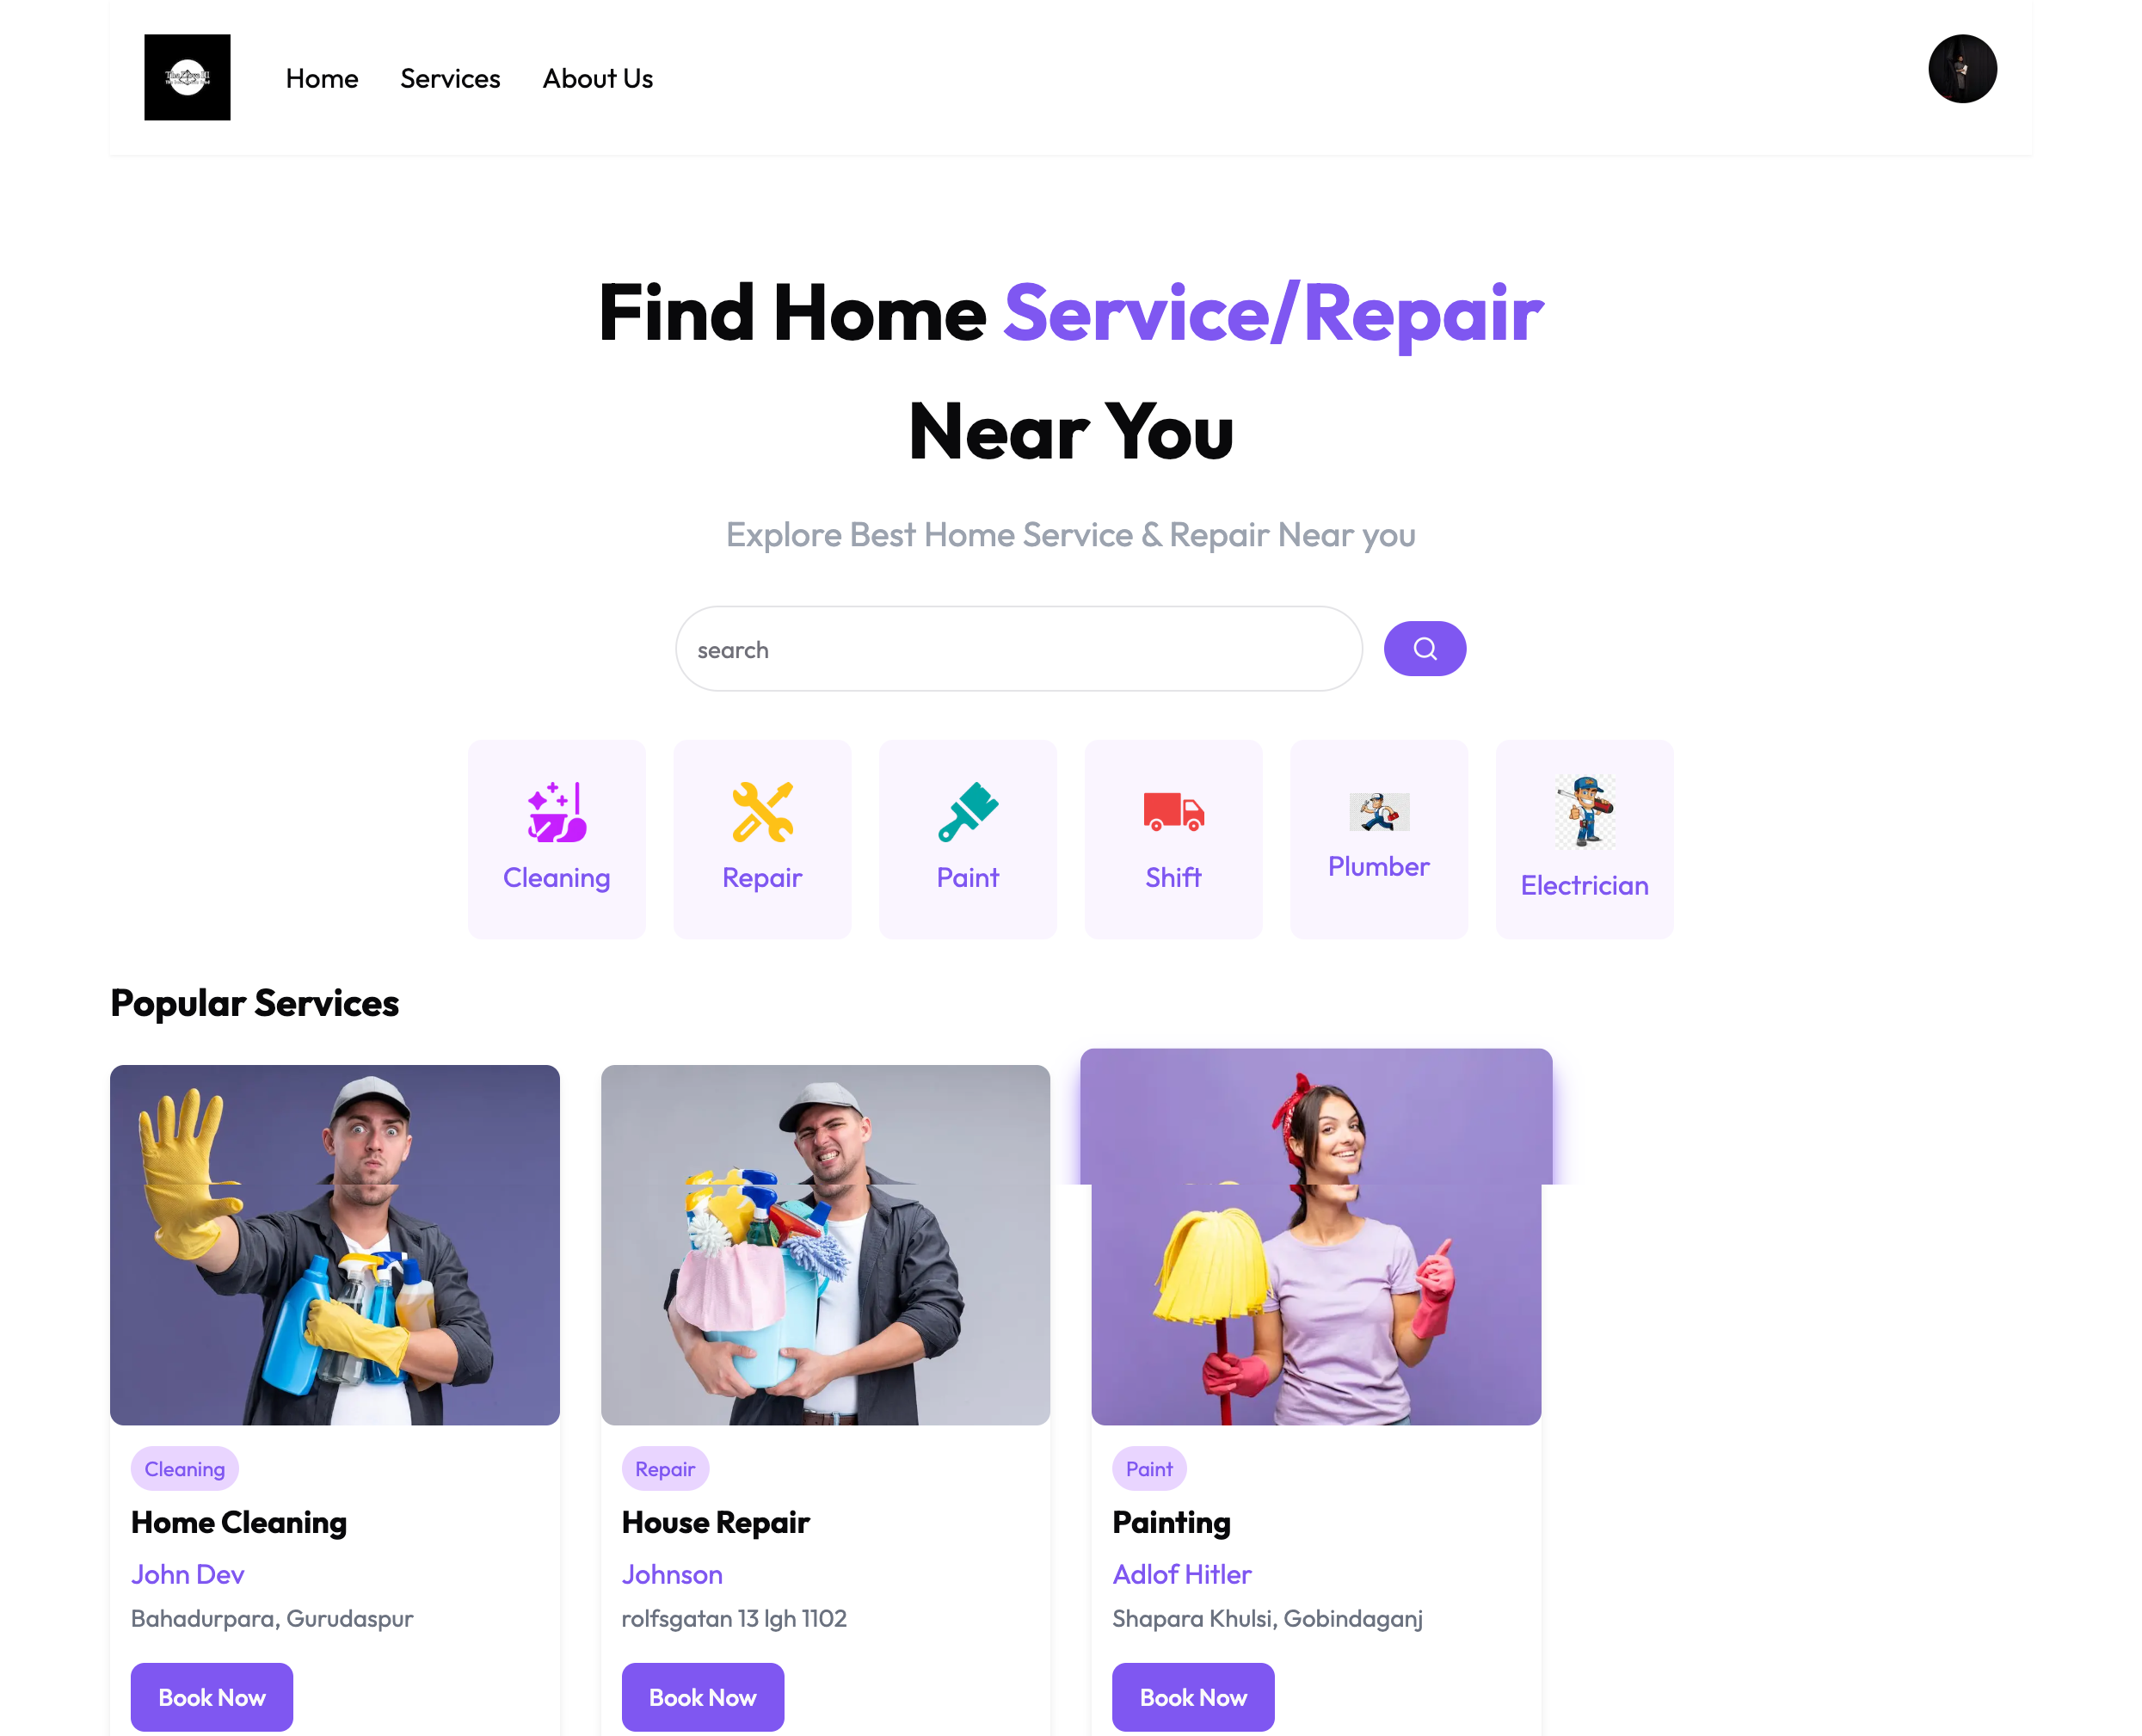 Home Services About Us
Find Home Service/Repair
Near You
Explore Best Home Service & Repair Near you
search
Cleaning
Repair
Paint
Shift
Plumber
Electrician
Popular Services
Cleaning
Home Cleaning
John Dev
Bahadurpara, Gurudaspur
Book Now
Repair
House Repair
Johnson
rolfsgatan 13 lgh 1102
Book Now
Paint
Painting
Adlof Hitler
Shapara Khulsi, Gobindaganj
Book Now